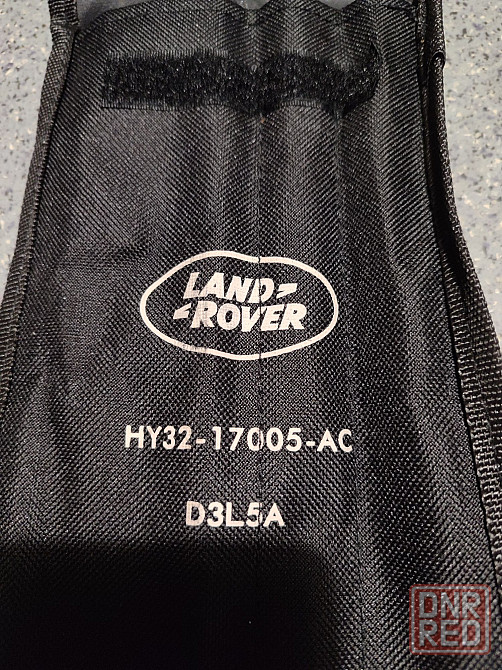 LAND-
-ROVER
HY32-17005-AC
D3L5A
DNR
RED